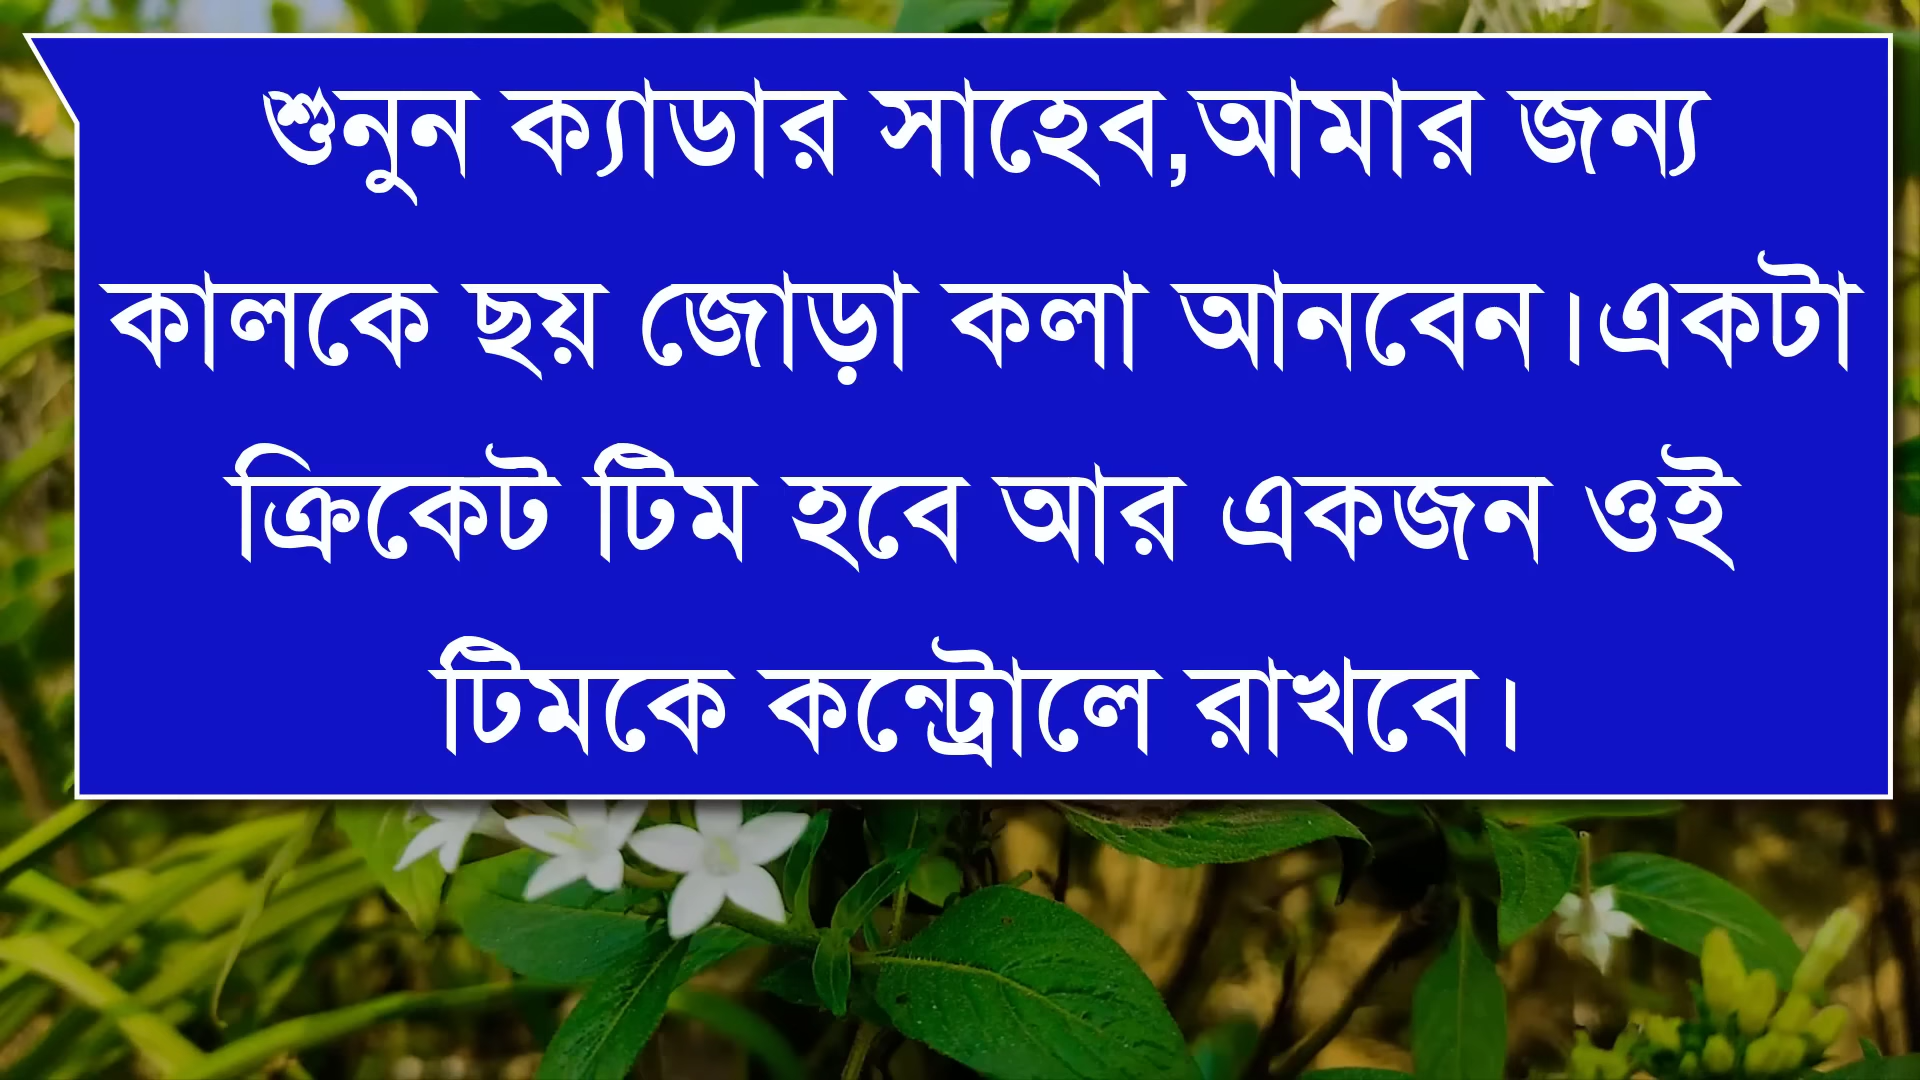 শুনুন ক্যাডার সাহেব,আমার জন্য
কালকে ছয় জোড়া কলা আনবেন।একটা
ক্রিকেট টিম হবে আর একজন ওই
টিমকে কন্ট্রোলে রাখবে।